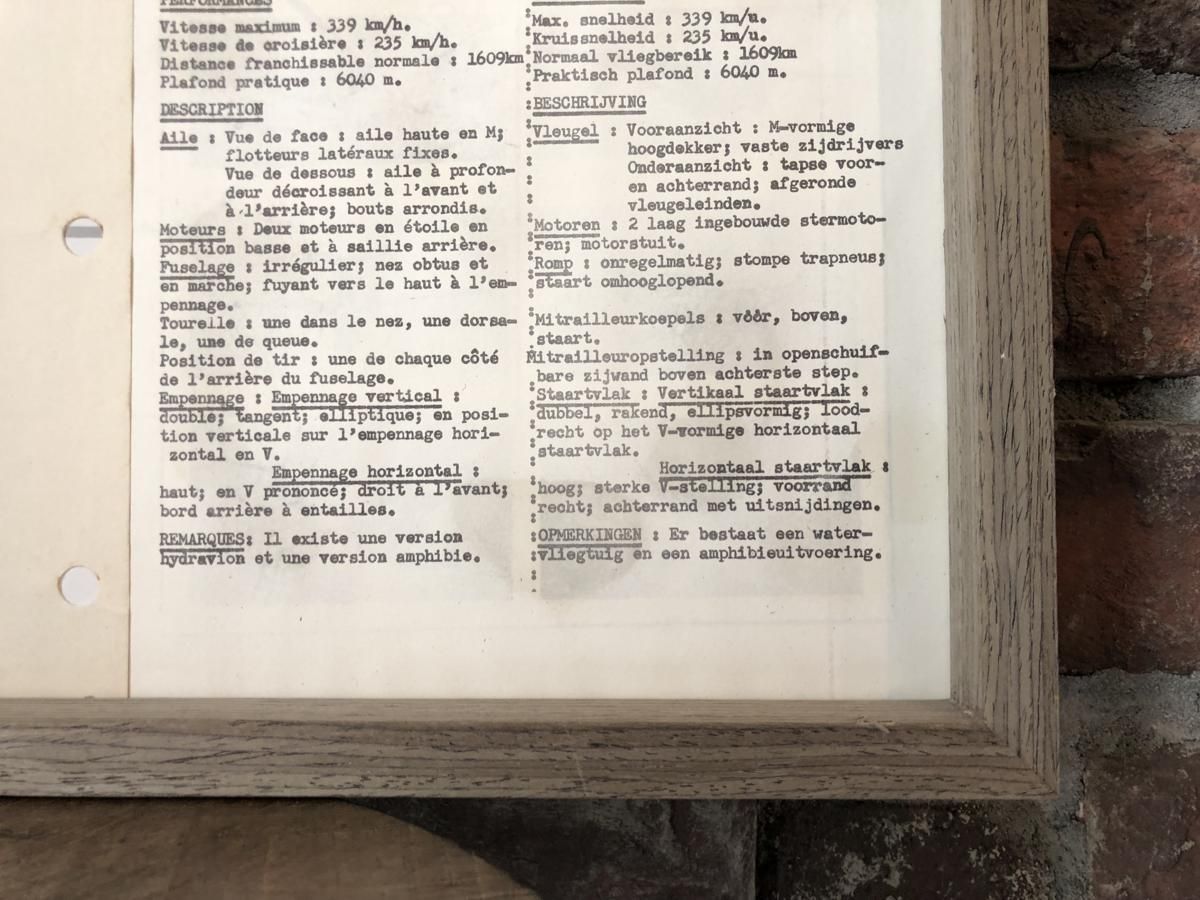 PERFORMANCES
Vitesse maximum : 339 km/h.
Vitesse de croisière : 235 km/h.
Distance franchissable normale : 1609km
Plafond pratique : 6040 m.
DESCRIPTION
Aile : Vue de face : aile haute en M;
flotteurs latéraux fixes.
Vue de dessous : aile à profon-
deur décroissant à l'avant et
à l'arrière; bouts arrondis.
Moteurs : Deux moteurs en étoile en
position basse et à saillie arrière.
Fuselage : irrégulier; nez obtus et
en marche; fuyant vers le haut à l'em-
pennage.
Tourelle : une dans le nez, une dorsa-
le, une de queue.
Position de tir : une de chaque côté
de l'arrière du fuselage.
Empennage : Empennage vertical :
double; tangent; elliptique; en posi-
tion verticale sur l'empennage hori-
zontal en V.
Empennage horizontal :
haut; en V prononcé; droit à l'avant;
bord arrière à entailles.
REMARQUES: Il existe une version
hydravion et une version amphibie.
Max. snelheid : 339 km/u.
Kruissnelheid : 235 km/u.
Normaal vliegbereik : 1609km
Praktisch plafond : 6040 m.
BESCHRIJVING
Vleugel : Vooraanzicht : M-vormige
hoogdekker; vaste zijdrijvers
Onderaanzicht : tapse voor-
en achterrand; afgeronde
vleugeleinden.
Motoren : 2 laag ingebouwde stermoto-
ren; motorstuit.
Romp : onregelmatig; stompe trapneus;
staart omhooglopend.
Mitrailleurkoepels : vôôr, boven,
staart.
Mitrailleuropstelling : in openschuif-
bare zijwand boven achterste step.
Staartvlak : Vertikaal staartvlak :
dubbel, rakend, ellipsvormig; lood-
recht op het V-vormige horizontaal
staartvlak.
Horizontaal staartvlak :
hoog; sterke V-stelling; voorrand
recht; achterrand met uitsnijdingen.
OPMERKINGEN : Er bestaat een water-
vliegtuig en een amphibieuitvoering.